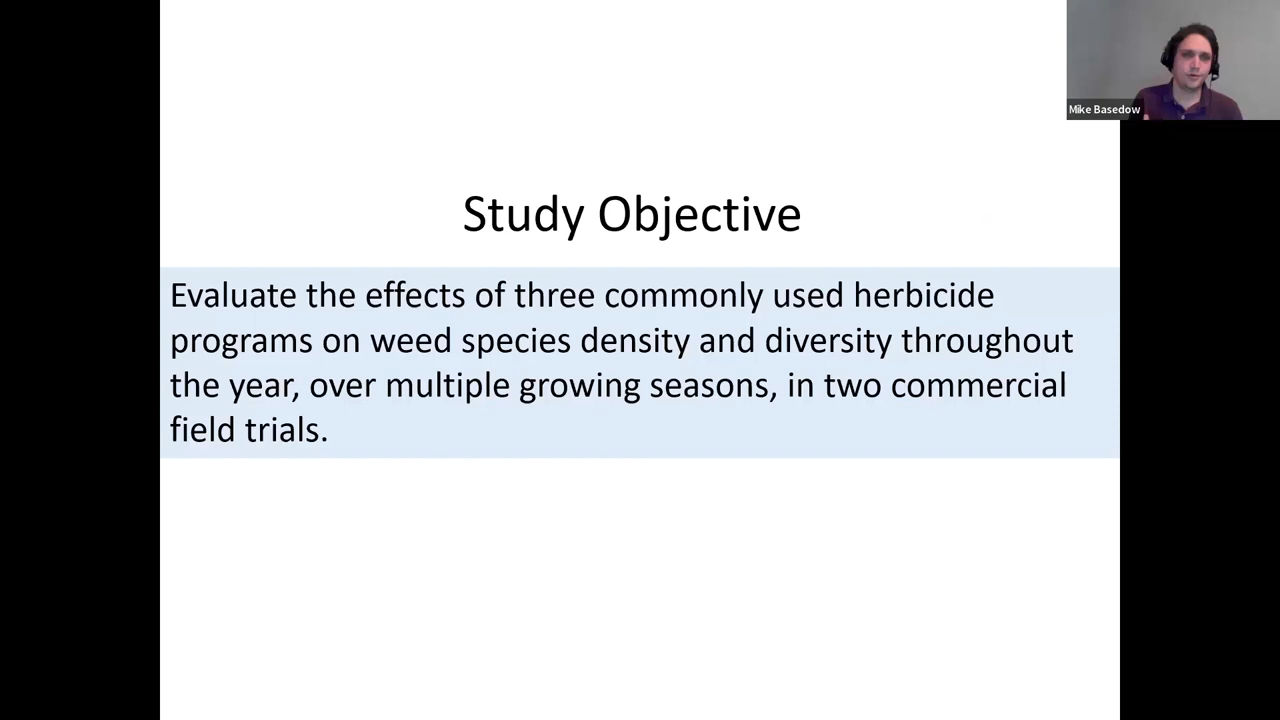 Mike Basedow
Study Objective
Evaluate the effects of three commonly used herbicide
programs on weed species density and diversity throughout
the year, over multiple growing seasons, in two commercial
field trials.